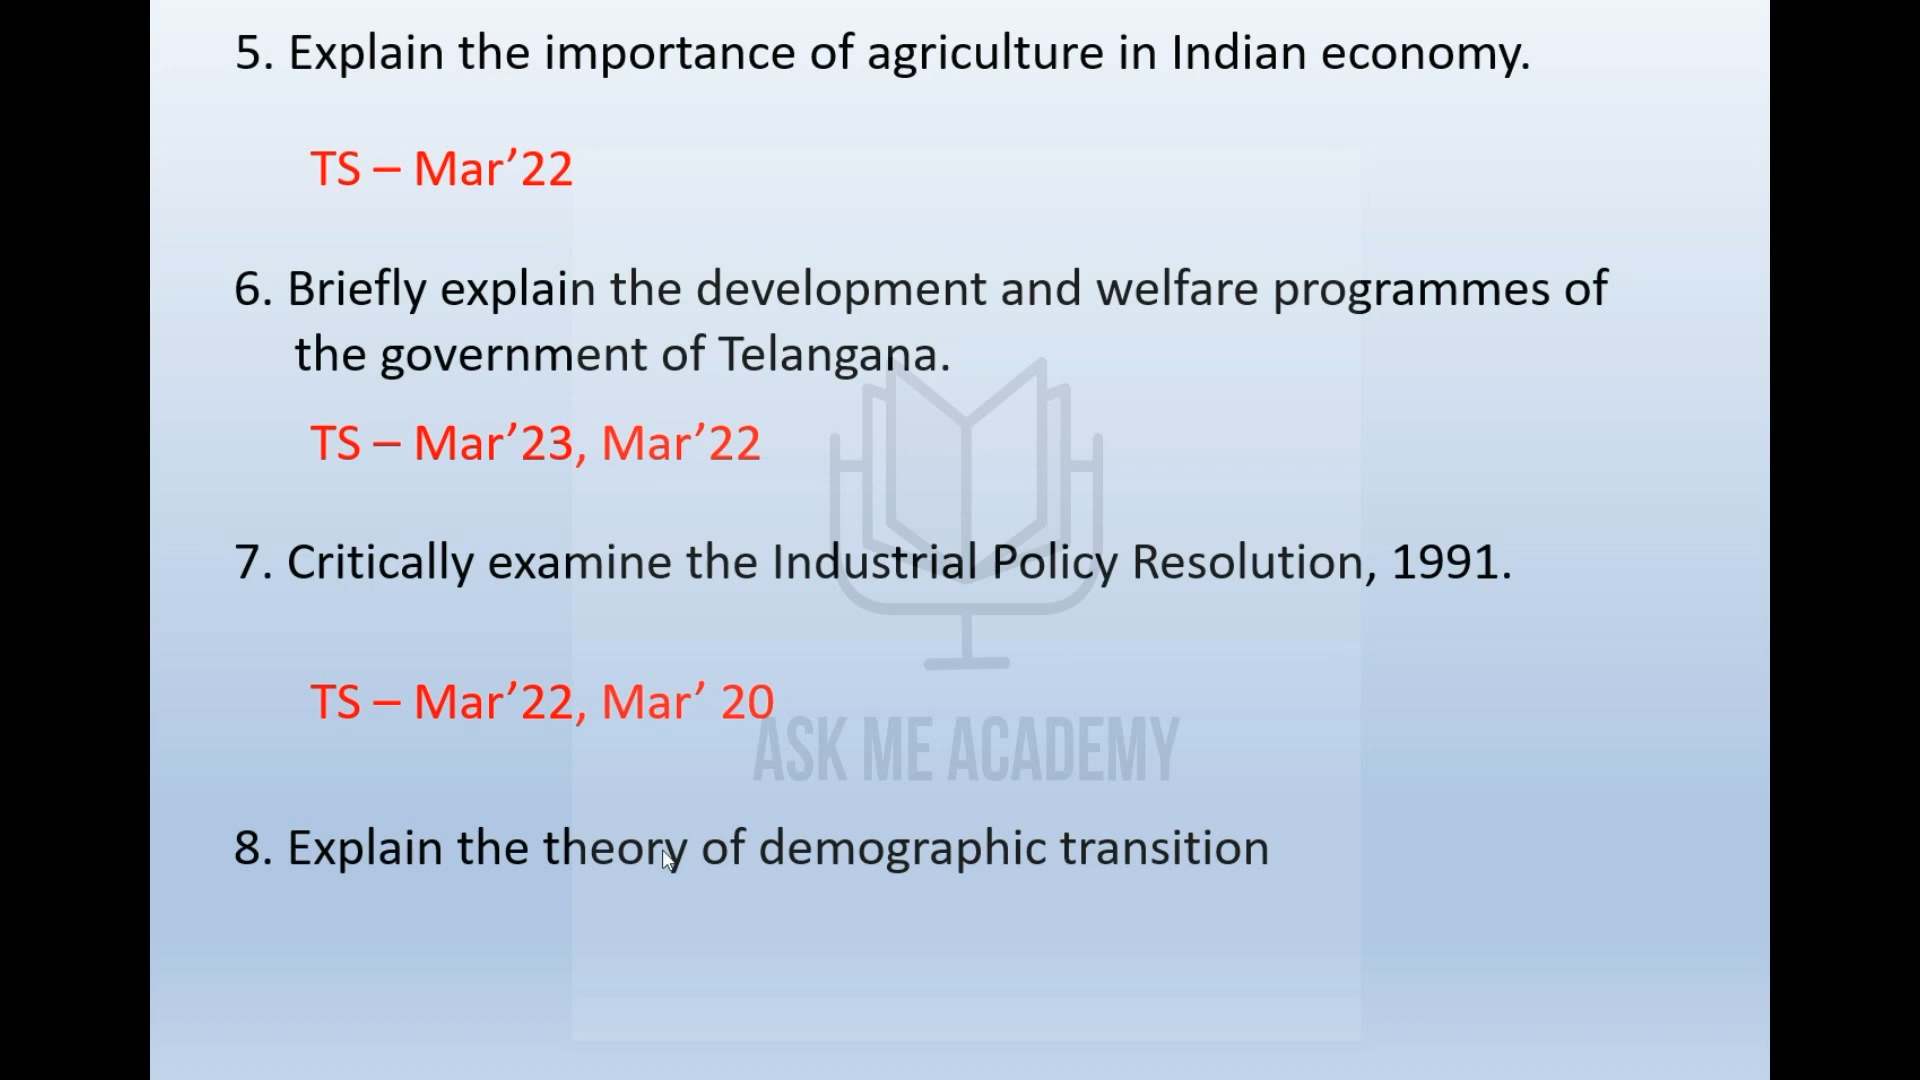 5. Explain the importance of agriculture in Indian economy.
TS – Mar’22
6. Briefly explain the development and welfare programmes of
the government of Telangana.
TS – Mar’23, Mar’22
7. Critically examine the Industrial Policy Resolution, 1991.
TS – Mar’22, Mar’ 20
ASK ME ACADEMY
8. Explain the theory of demographic transition